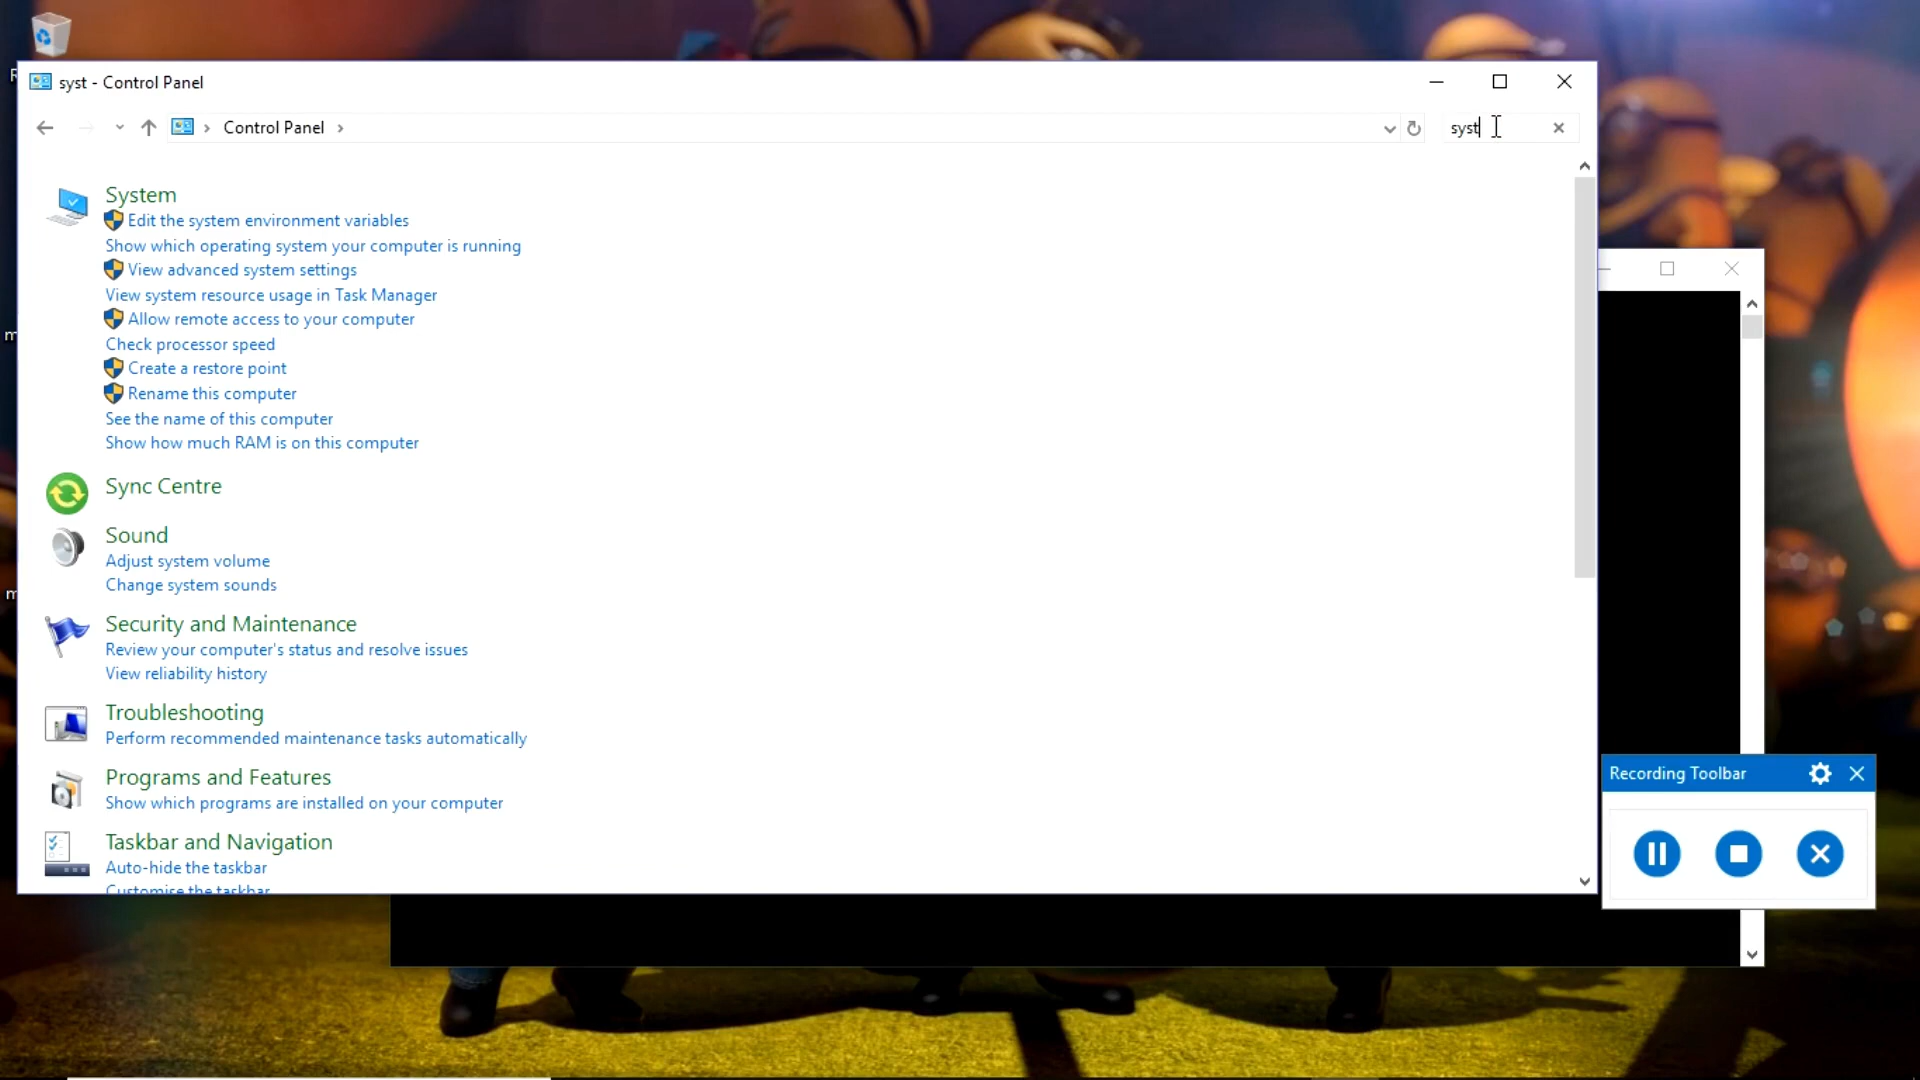 syst - Control Panel
Control Panel
syst
System
Edit the system environment variables
Show which operating system your computer is running
View advanced system settings
View system resource usage in Task Manager
Allow remote access to your computer
Check processor speed
Create a restore point
Rename this computer
See the name of this computer
Show how much RAM is on this computer
Sync Centre
Sound
Adjust system volume
Change system sounds
Security and Maintenance
Review your computer's status and resolve issues
View reliability history
Troubleshooting
Perform recommended maintenance tasks automatically
Programs and Features
Show which programs are installed on your computer
Taskbar and Navigation
Auto-hide the taskbar
Customise the taskbar
Recording Toolbar